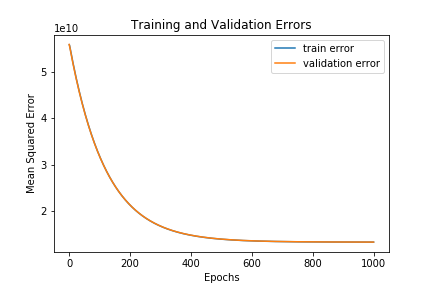 Training and Validation Errors
1e10
train error
validation error
5
4
3
2
Mean Squared Error
0 200 400 600 800 1000
Epochs